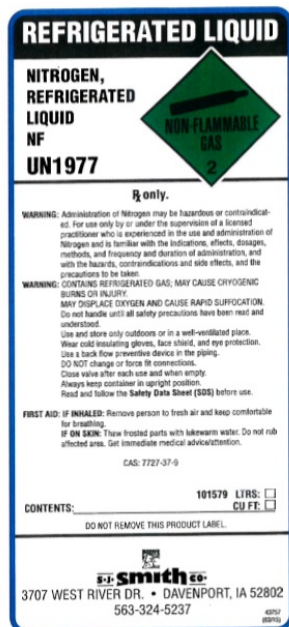 REFRIGERATED LIQUID
NITROGEN,
REFRIGERATED
LIQUID
NF
UN1977
NON-FLAMMABLE
GAS
2
Rx only.
WARNING: Administration of Nitrogen may be hazardous or contraindicat-
ed. For use only by or under the supervision of a licensed
practitioner who is experienced in the use and administration of
Nitrogen and is familiar with the indications, effects, dosages,
methods, and frequency and duration of administration, and
with the hazards, contraindications and side effects, and the
precautions to be taken.
WARNING: CONTAINS REFRIGERATED GAS; MAY CAUSE CRYOGENIC
BURNS OR INJURY.
MAY DISPLACE OXYGEN AND CAUSE RAPID SUFFOCATION.
Do not handle until all safety precautions have been read and
understood.
Use and store only outdoors or in a well-ventilated place.
Wear cold insulating gloves, face shield, and eye protection.
Use a back flow preventive device in the piping.
DO NOT change or force fit connections.
Close valve after each use and when empty.
Always keep container in upright position.
Read and follow the Safety Data Sheet (SDS) before use.
FIRST AID: IF INHALED: Remove person to fresh air and keep comfortable
for breathing.
IF ON SKIN: Thaw frosted parts with lukewarm water. Do not rub
affected area. Get immediate medical advice/attention.
CAS: 7727-37-9
101579 LTRS:
CONTENTS: CU FT:
DO NOT REMOVE THIS PRODUCT LABEL.
S·J· Smith CO·
3707 WEST RIVER DR. • DAVENPORT, IA 52802
563-324-5237